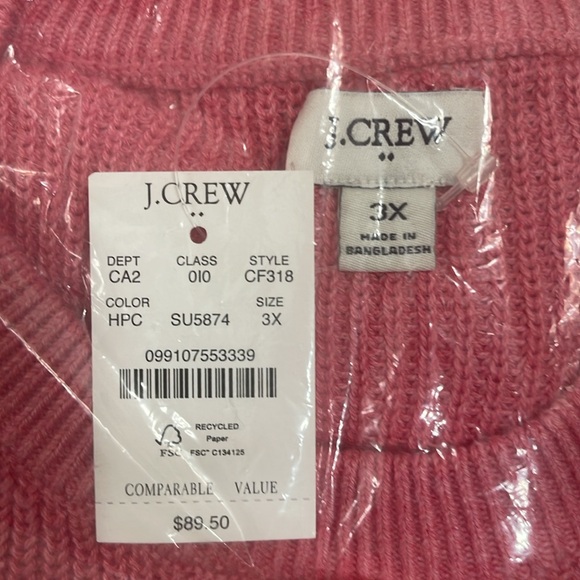 J.CREW
3X
MADE IN
BANGLADESH
J.CREW
DEPT CLASS STYLE
CA2 0I0 CF318
COLOR SIZE
HPC SU5874 3X
099107553339
RECYCLED
Paper
FSC FSC® C134125
COMPARABLE VALUE
$89.50